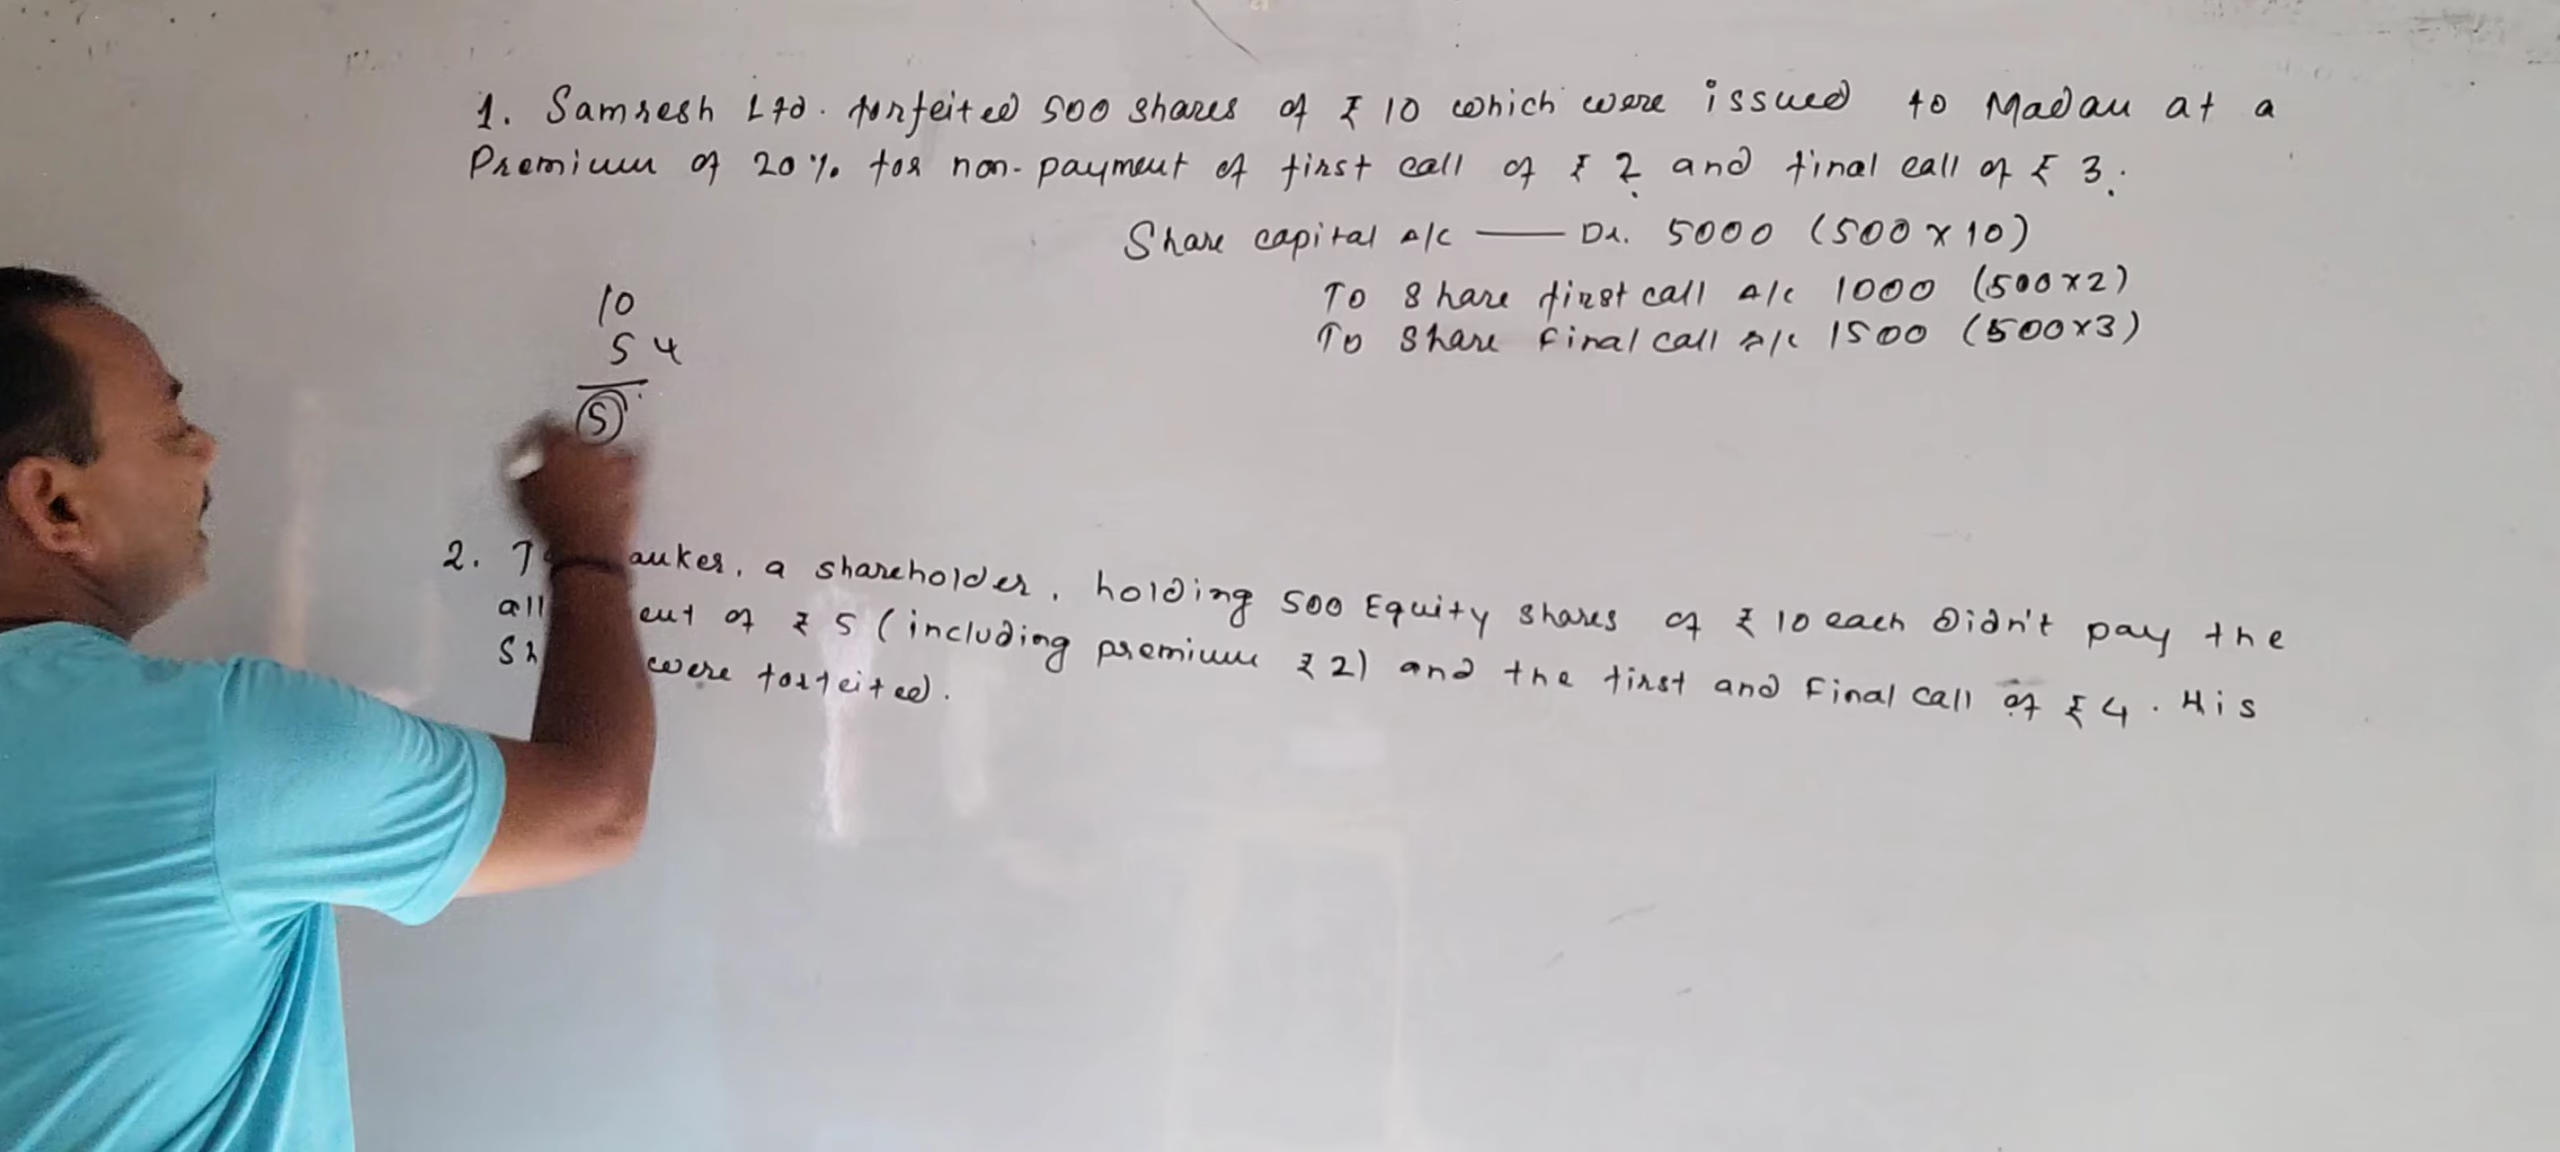 1. Samresh Ltd. forfeited 500 shares of ₹ 10 which were issued to Madan at a
Premium of 20% for non-payment of first call of ₹ 2 and final call of ₹ 3.
Share capital A/c —— Dr. 5000 (500 x 10)
To share first call A/c 1000 (500x2)
To share final call A/c 1500 (500x3)
10
5 4
5
2. a shareholder, holding 500 Equity shares of ₹ 10 each didn't pay the
of ₹ 5 (including premium ₹ 2) and the first and final call of ₹ 4. His
were forfeited.